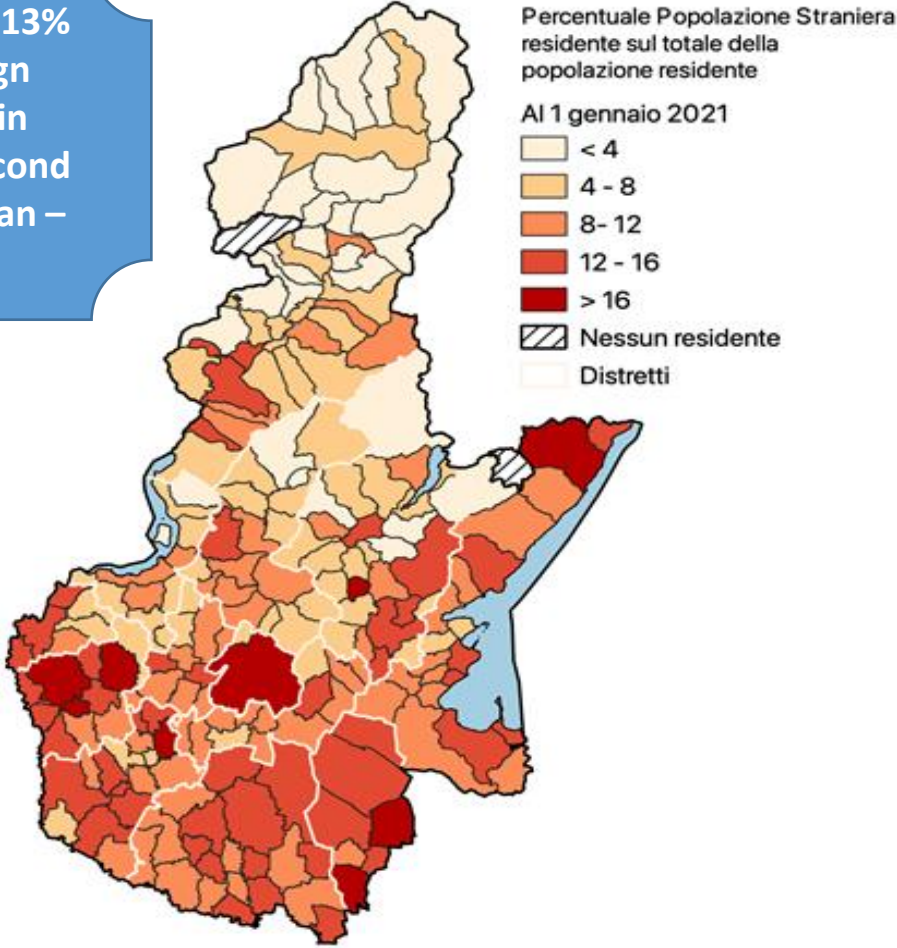 13%
gn
in
cond
an –
Percentuale Popolazione Straniera
residente sul totale della
popolazione residente
Al 1 gennaio 2021
< 4
4 - 8
8- 12
12 - 16
> 16
Nessun residente
Distretti